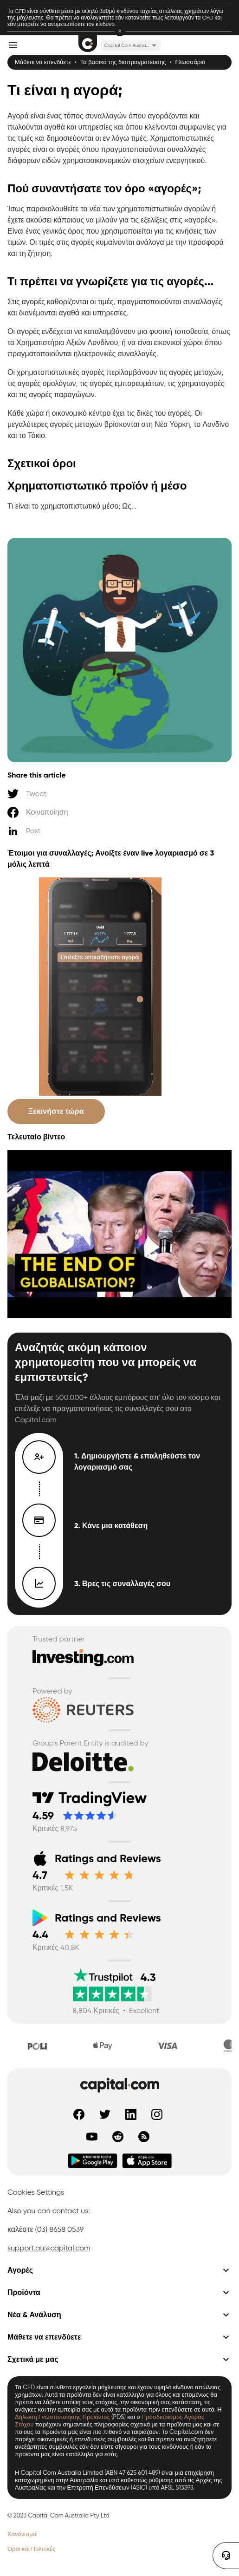 Τα CFD είναι σύνθετα μέσα με υψηλό βαθμό κινδύνου ταχείας απώλειας χρημάτων λόγω
της μόχλευσης. Θα πρέπει να αναλογιστείτε εάν κατανοείτε πως λειτουργούν τα CFD και
εάν μπορείτε να αντιμετωπίσετε τον κίνδυνο.
Capital Com Austra...
Μάθετε να επενδύετε • Τα βασικά της διαπραγμάτευσης • Γλωσσάριο
Τι είναι η αγορά;
Αγορά είναι ένας τόπος συναλλαγών όπου αγοράζονται και
πωλούνται αγαθά και υπηρεσίες και όπου επίσης επικρατεί συμφωνία για
το μέρος που θα δημοσιευθούν οι εν λόγω τιμές. Χρηματοπιστωτικές
αγορές είναι οι αγορές όπου πραγματοποιούνται συναλλαγές
διάφορων ειδών χρηματοοικονομικών στοιχείων ενεργητικού.
Πού συναντήσατε τον όρο «αγορές»;
Ίσως παρακολουθείτε τα νέα των χρηματοπιστωτικών αγορών ή
έχετε ακούσει κάποιους να μιλούν για τις εξελίξεις στις «αγορές».
Είναι ένας γενικός όρος που χρησιμοποιείται για τις κινήσεις των
τιμών. Οι τιμές στις αγορές κυμαίνονται ανάλογα με την προσφορά
και τη ζήτηση.
Τι πρέπει να γνωρίζετε για τις αγορές...
Στις αγορές καθορίζονται οι τιμές, πραγματοποιούνται συναλλαγές
και διανέμονται αγαθά και υπηρεσίες.
Οι αγορές ενδέχεται να καταλαμβάνουν μια φυσική τοποθεσία, όπως
το Χρηματιστήριο Αξιών Λονδίνου, ή να είναι εικονικοί χώροι όπου
πραγματοποιούνται ηλεκτρονικές συναλλαγές.
Οι χρηματοπιστωτικές αγορές περιλαμβάνουν τις αγορές μετοχών,
τις αγορές ομολόγων, τις αγορές εμπορευμάτων, τις χρηματαγορές
και τις αγορές παραγώγων.
Κάθε χώρα ή οικονομικό κέντρο έχει τις δικές του αγορές. Οι
μεγαλύτερες αγορές μετοχών βρίσκονται στη Νέα Υόρκη, το Λονδίνο
και το Τόκιο.
Σχετικοί όροι
Χρηματοπιστωτικό προϊόν ή μέσο
Τι είναι το χρηματοπιστωτικό μέσο; Ως...
Share this article
Tweet
Κοινοποίηση
Post
Έτοιμοι για συναλλαγές; Ανοίξτε έναν live λογαριασμό σε 3
μόλις λεπτά
Επιλέξτε οποιαδήποτε αγορά
Ξεκινήστε τώρα
Τελευταίο βίντεο
THE END OF
GLOBALISATION?
Αναζητάς ακόμη κάποιον
χρηματομεσίτη που να μπορείς να
εμπιστευτείς?
Έλα μαζί με 500.000+ άλλους εμπόρους απ' όλο τον κόσμο και
επέλεξε να πραγματοποιήσεις τις συναλλαγές σου στο
Capital.com
1. Δημιουργήστε & επαληθεύστε τον
λογαριασμό σας
2. Κάνε μια κατάθεση
3. Βρες τις συναλλαγές σου
Trusted partner
Investing.com
Powered by
REUTERS
Group's Parent Entity is audited by
Deloitte.
TradingView
4.59
Κριτικές 8,975
Ratings and Reviews
4.7
Κριτικές 1,5K
Ratings and Reviews
4.4
Κριτικές 40,8K
Trustpilot 4.3
8,804 Κριτικές • Excellent
POLi
Pay
VISA
capital.com
Google Play
App Store
Cookies Settings
Also you can contact us:
καλέστε (03) 8658 0539
support.au@capital.com
Αγορές
Προϊόντα
Νέα & Ανάλυση
Μάθετε να επενδύετε
Σχετικά με μας
Τα CFD είναι σύνθετα εργαλεία μόχλευσης και έχουν υψηλό κίνδυνο απώλειας
χρημάτων. Αυτά τα προϊόντα δεν είναι κατάλληλα για όλους και επομένως θα
πρέπει να λάβετε υπόψη τους στόχους, την οικονομική σας κατάσταση, τις
ανάγκες και την εμπειρία σας με αυτά τα προϊόντα πριν επενδύσετε σε αυτά. Η
Δήλωση Γνωστοποίησης Προϊόντος (PDS) και ο Προσδιορισμός Αγοράς
Στόχου παρέχουν σημαντικές πληροφορίες σχετικά με τα προϊόντα μας και σε
ποιους τα προϊόντα μας είναι πιο πιθανό να ταιριάζουν. Το Capital.com δεν
παρέχει οικονομικές ή επενδυτικές συμβουλές και θα πρέπει να αναζητήσετε
ανεξάρτητες συμβουλές εάν δεν είστε σίγουροι για τους κινδύνους ή εάν τα
προϊόντα μας είναι κατάλληλα για εσάς.
Η Capital Com Australia Limited (ABN 47 625 601 489) είναι μια επιχείρηση
καταχωρημένη στην Αυστραλία και υπό καθεστώς ρύθμισης από τις Αρχές της
Αυστραλίας και την Επιτροπή Επενδύσεων (ASIC) υπό AFSL 513393.
© 2023 Capital Com Australia Pty Ltd
Κανονισμοί
Όροι και Πολιτικές